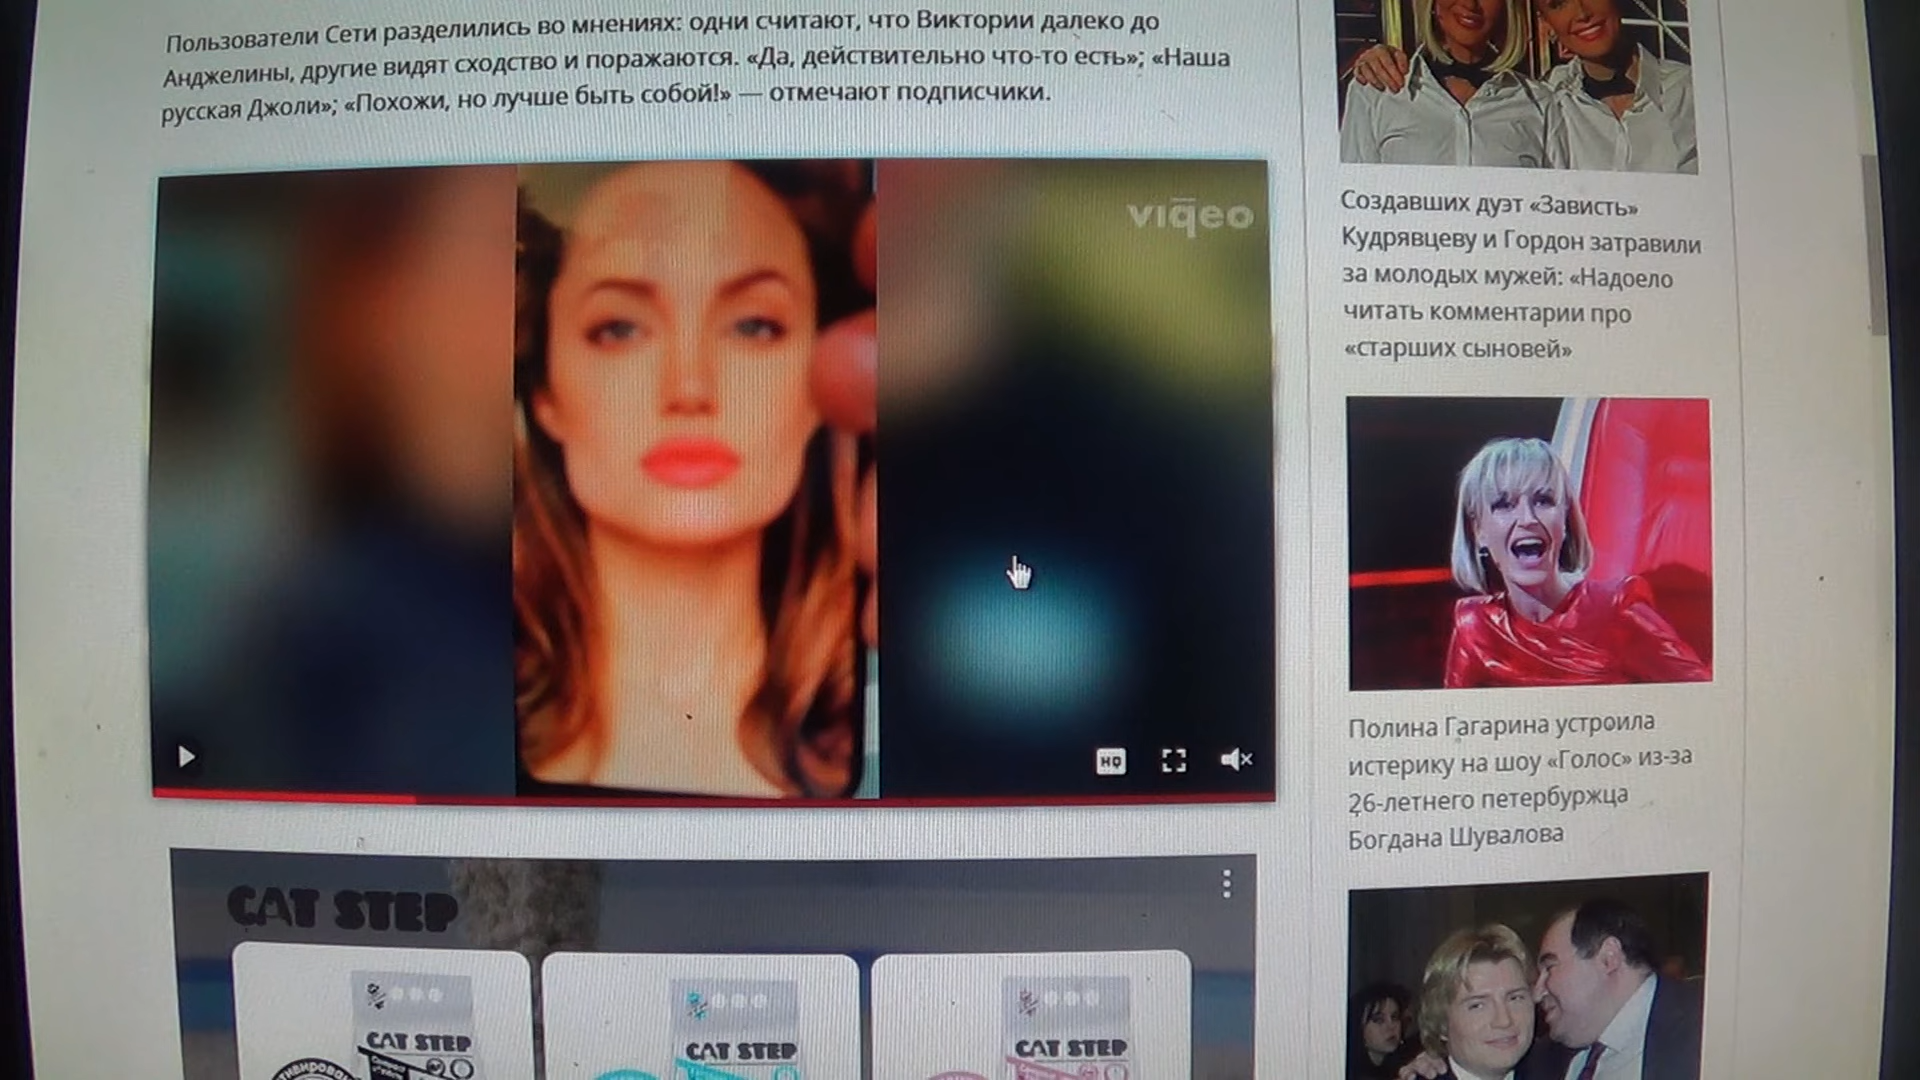 Пользователи Сети разделились во мнениях: одни считают, что Виктории далеко до
Анджелины, другие видят сходство и поражаются. «Да, действительно что-то есть»; «Наша
русская Джоли»; «Похожи, но лучше быть собой!» — отмечают подписчики.
viqeo
HQ
CAT STEP
CAT STEP
CAT STEP
CAT STEP
Создавших дуэт «Зависть»
Кудрявцеву и Гордон затравили
за молодых мужей: «Надоело
читать комментарии про
«старших сыновей»
Полина Гагарина устроила
истерику на шоу «Голос» из-за
26-летнего петербуржца
Богдана Шувалова